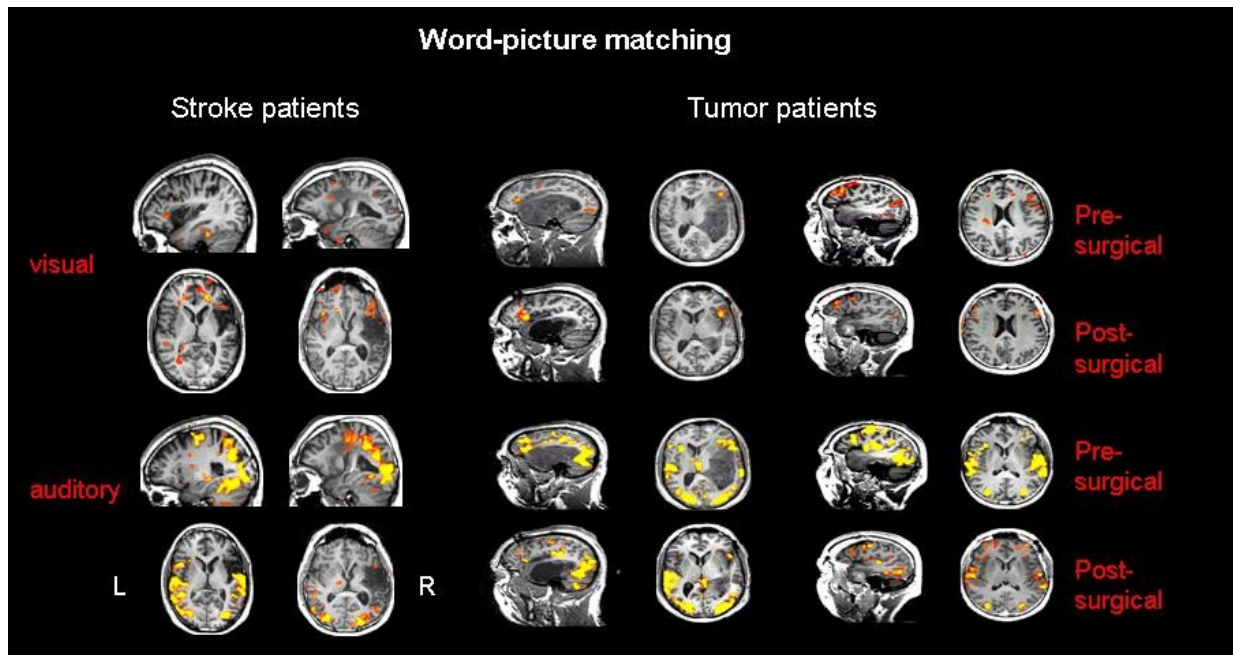 Word-picture matching
Stroke patients
Tumor patients
visual
Pre-
surgical
Post-
surgical
auditory
Pre-
surgical
L
R
Post-
surgical